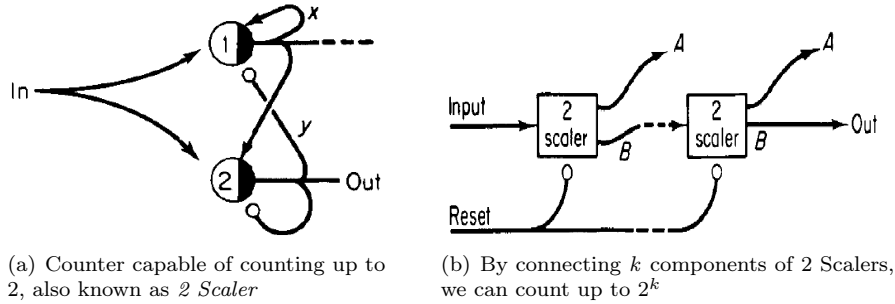 x
1
In
y
2
Out
A
A
Input
2
scaler
2
scaler
Out
B
B
Reset
(a) Counter capable of counting up to
2, also known as 2 Scaler
(b) By connecting k components of 2 Scalers,
we can count up to 2^k